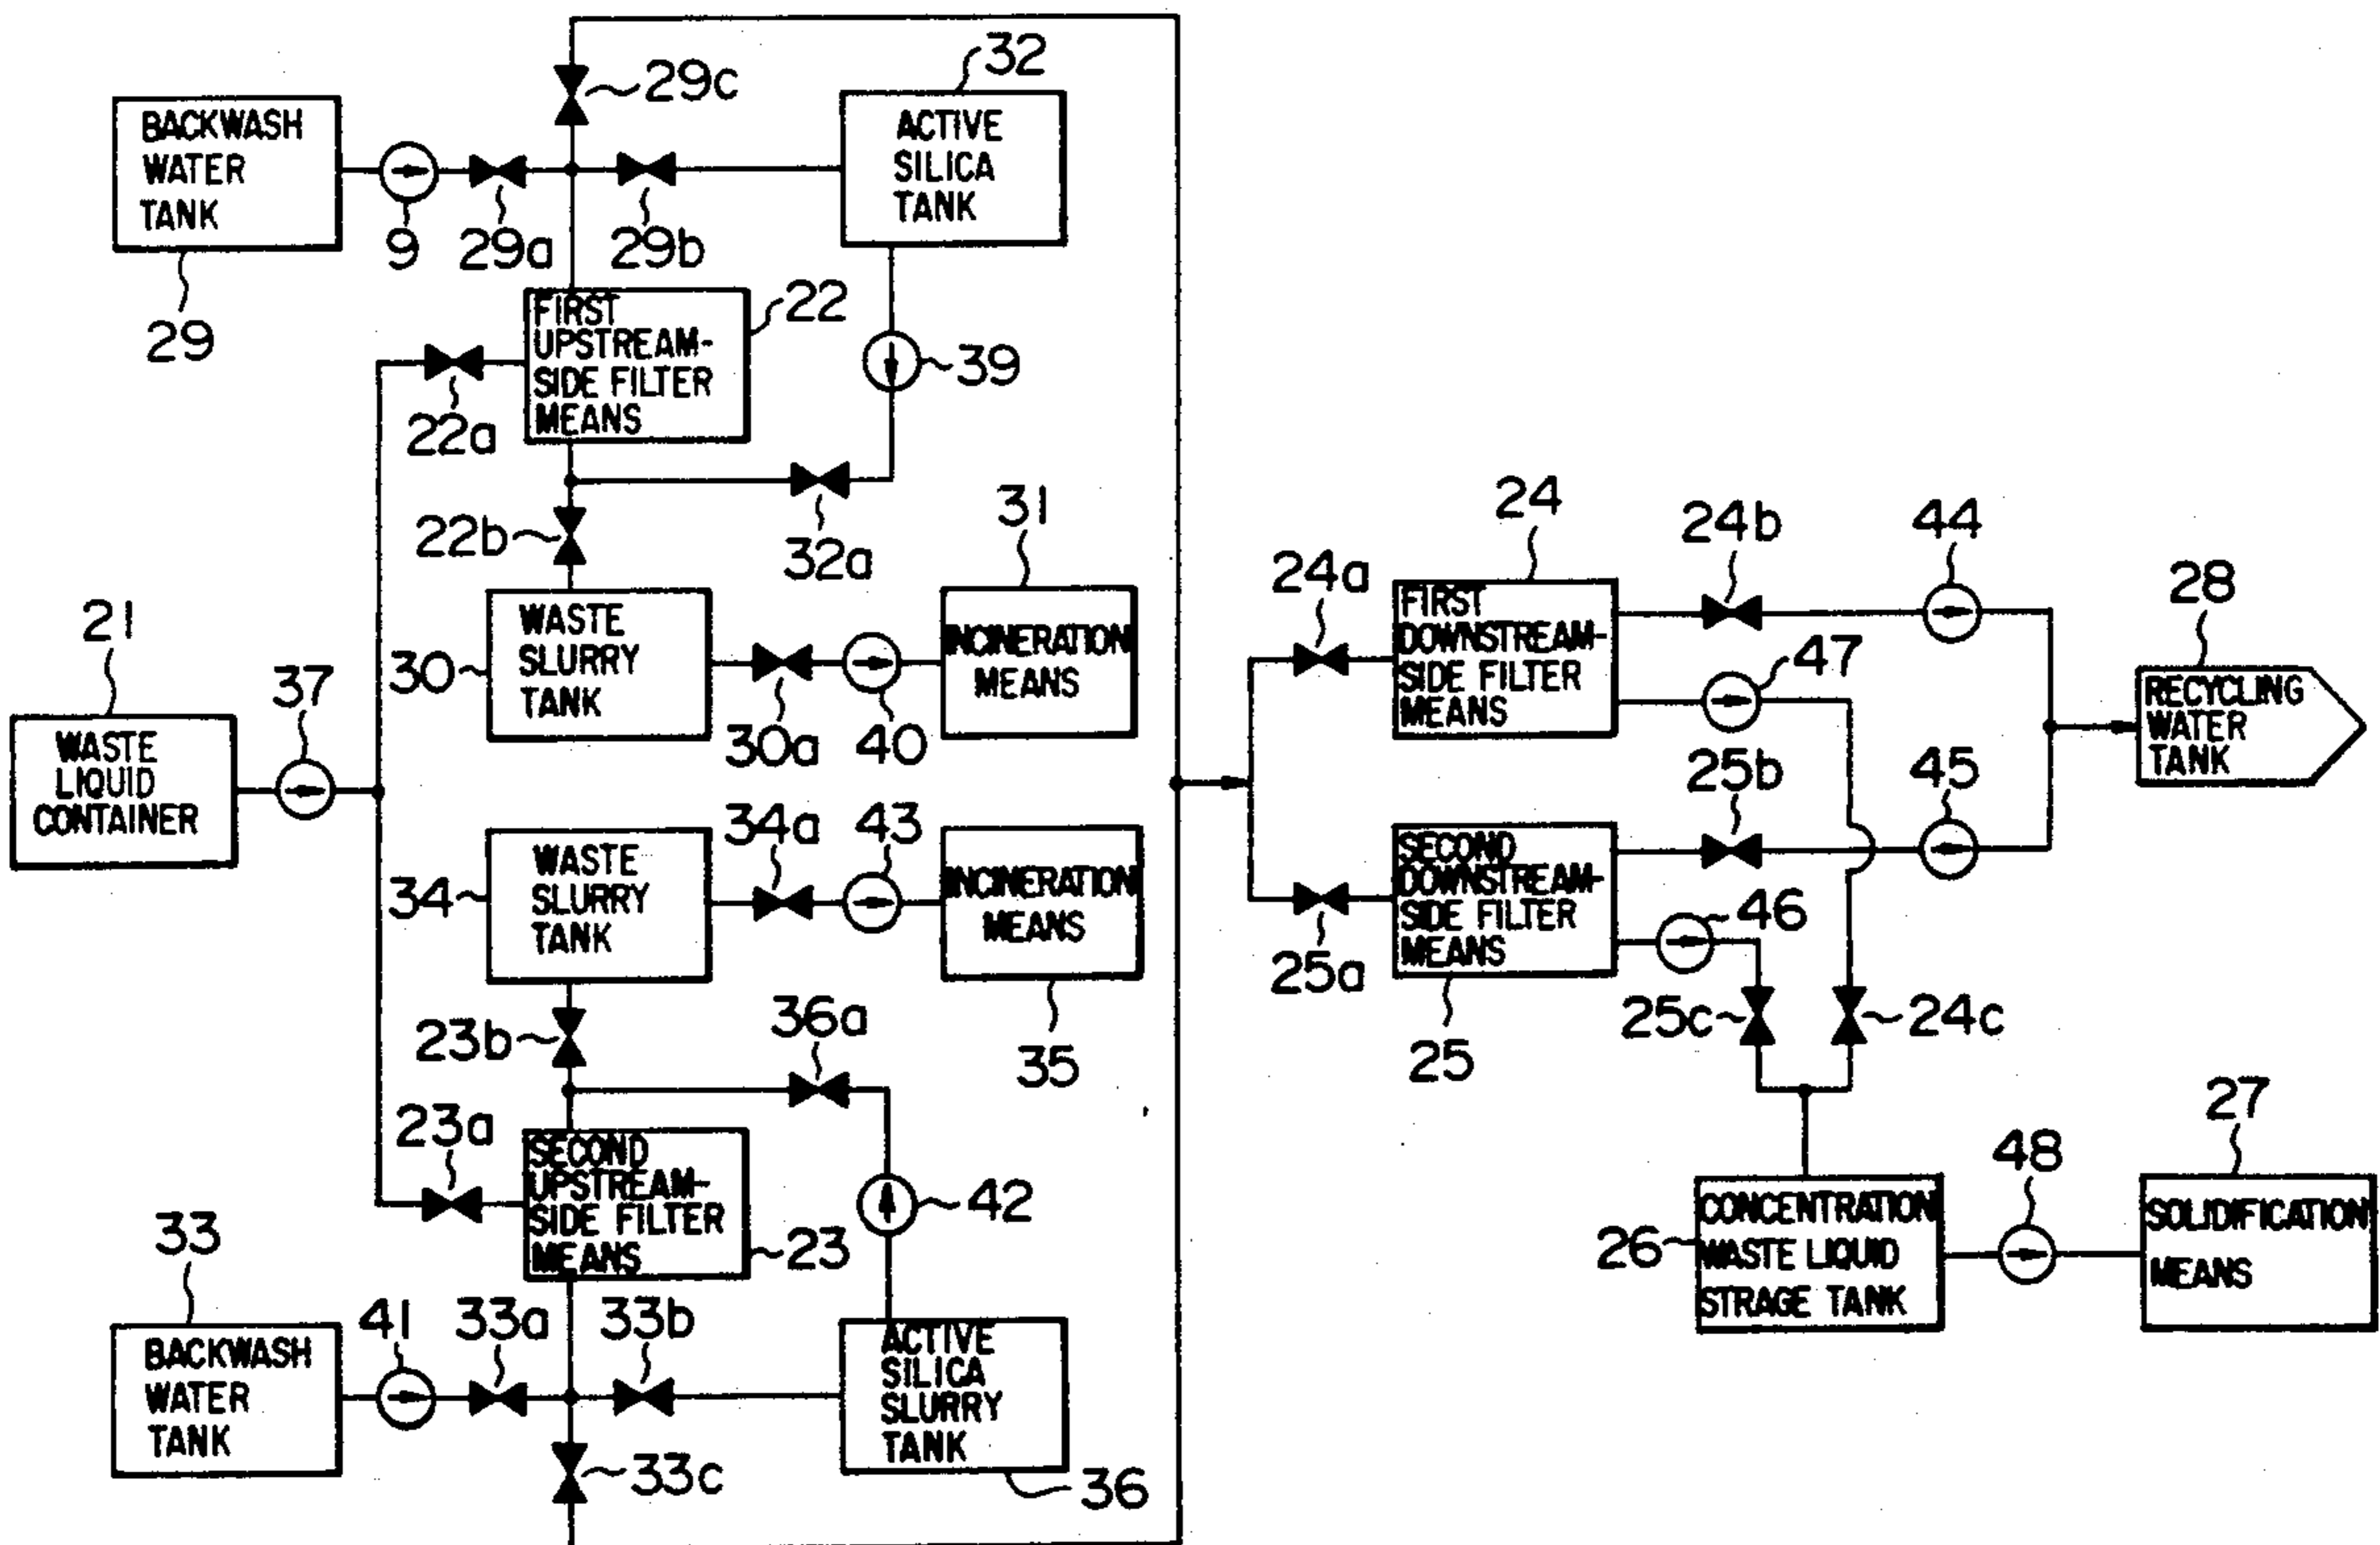 29c
32
BACKWASH
WATER
TANK
ACTIVE
SILICA
TANK
9
29a
29b
29
FIRST
UPSTREAM-
SIDE FILTER
MEANS
22
39
22a
22b
32a
31
24
24b
44
21
37
30
WASTE
SLURRY
TANK
INCINERATION
MEANS
24a
FIRST
DOWNSTREAM-
SIDE FILTER
MEANS
47
28
RECYCLING
WATER
TANK
30a
40
WASTE
LIQUID
CONTAINER
34a
43
25b
45
34
WASTE
SLURRY
TANK
INCINERATION
MEANS
SECOND
DOWNSTREAM-
SIDE FILTER
MEANS
46
25a
23b
36a
35
25
25c
24c
23a
SECOND
UPSTREAM-
SIDE FILTER
MEANS
23
42
27
48
33
41
33a
33b
26
CONCENTRATION
WASTE LIQUID
STRAGE TANK
SOLIDIFICATION
MEANS
BACKWASH
WATER
TANK
ACTIVE
SILICA
SLURRY
TANK
33c
36